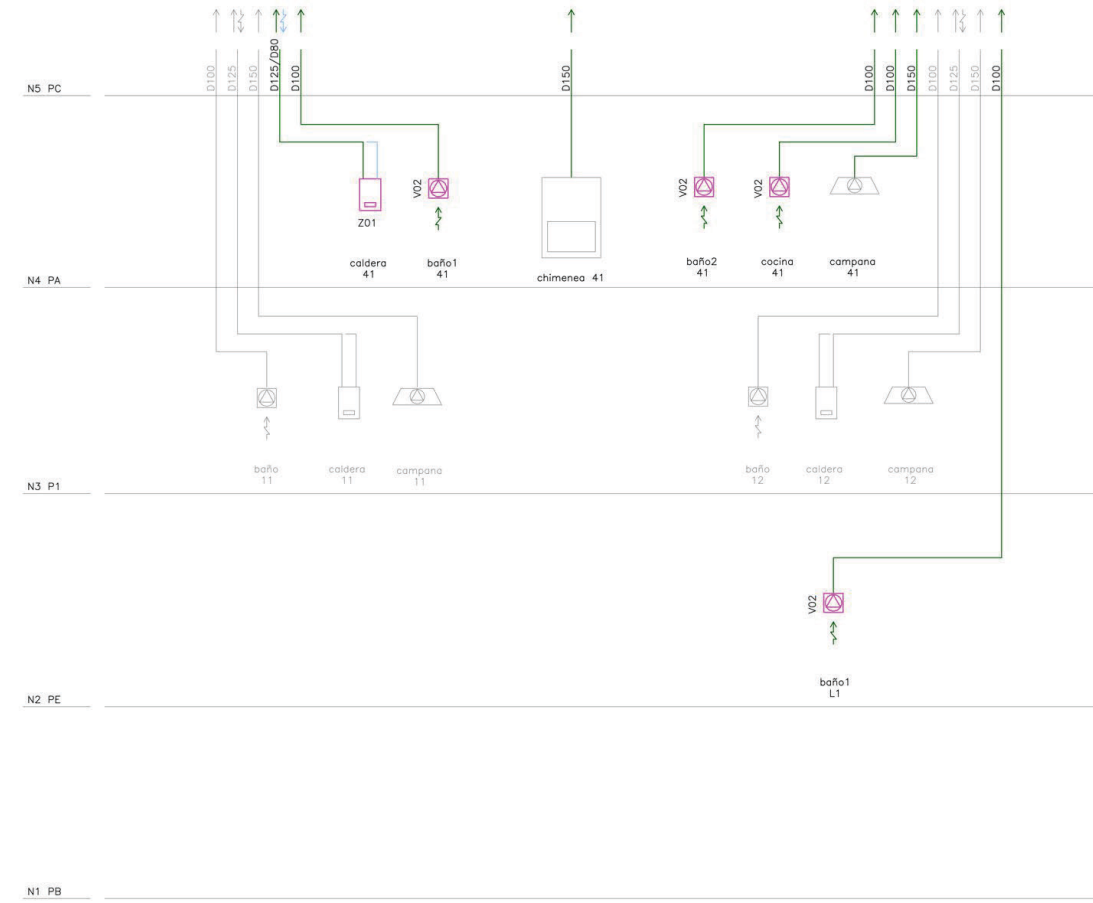 D100
D125
D150
D125/D80
D100
D150
D100
D100
D150
D100
D125
D150
D100
N5 PC
V02
Z01
V02
V02
caldera
41
baño1
41
chimenea 41
baño2
41
cocina
41
campana
41
N4 PA
baño
11
caldera
11
campana
11
baño
12
caldera
12
campana
12
N3 P1
V02
baño1
L1
N2 PE
N1 PB